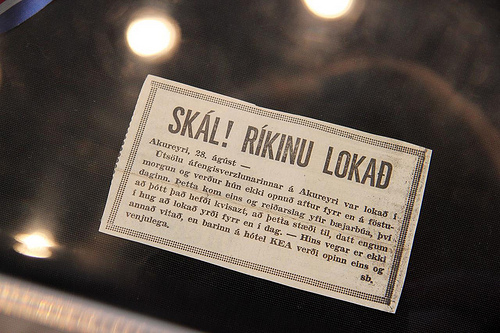 SKÁL! RÍKINU LOKAÐ
Akureyri, 28. ágúst —
Útsölu áfengisverzlunarinnar á Akureyri var lokað í
morgun og verður hún ekki opnuð aftur fyrr en á föstu-
daginn. Þetta kom eins og reiðarslag yfir bæjarbúa, því
að þótt það hefði kvisazt, að þetta stæði til, datt engum
í hug að lokað yrði fyrr en í dag. — Hins vegar er ekki
annað vitað, en barinn á hótel KEA verði opinn eins og
venjulega.
sb.